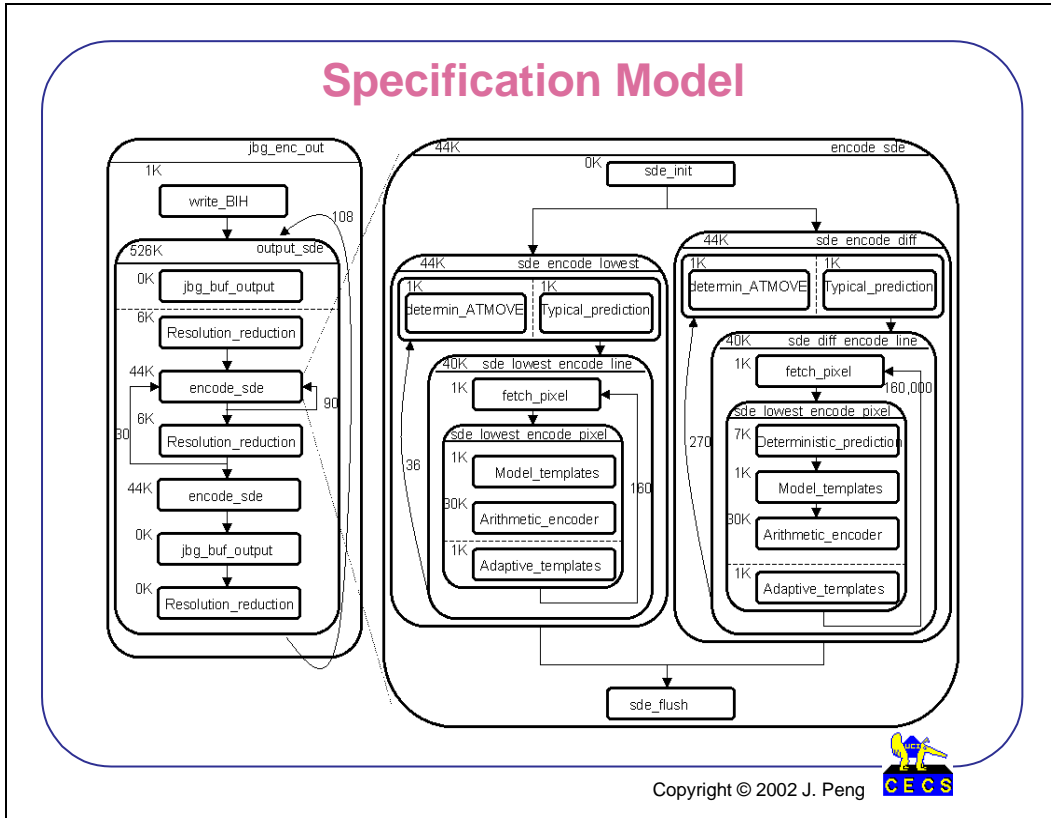 Specification Model
jbg_enc_out
1K
write_BIH
108
526K
output_sde
0K
jbg_buf_output
6K
Resolution_reduction
44K
encode_sde
90
6K
Resolution_reduction
30
44K
encode_sde
0K
jbg_buf_output
0K
Resolution_reduction
44K
encode_sde
0K
sde_init
44K
sde_encode_lowest
1K
determin_ATMOVE
1K
Typical_prediction
40K
sde_lowest_encode_line
1K
fetch_pixel
sde_lowest_encode_pixel
36
1K
Model_templates
160
30K
Arithmetic_encoder
1K
Adaptive_templates
44K
sde_encode_diff
1K
determin_ATMOVE
1K
Typical_prediction
40K
sde_diff_encode_line
1K
fetch_pixel
160,000
sde_lowest_encode_pixel
270
7K
Deterministic_prediction
1K
Model_templates
30K
Arithmetic_encoder
1K
Adaptive_templates
sde_flush
Copyright © 2002 J. Peng
UCI
CECS